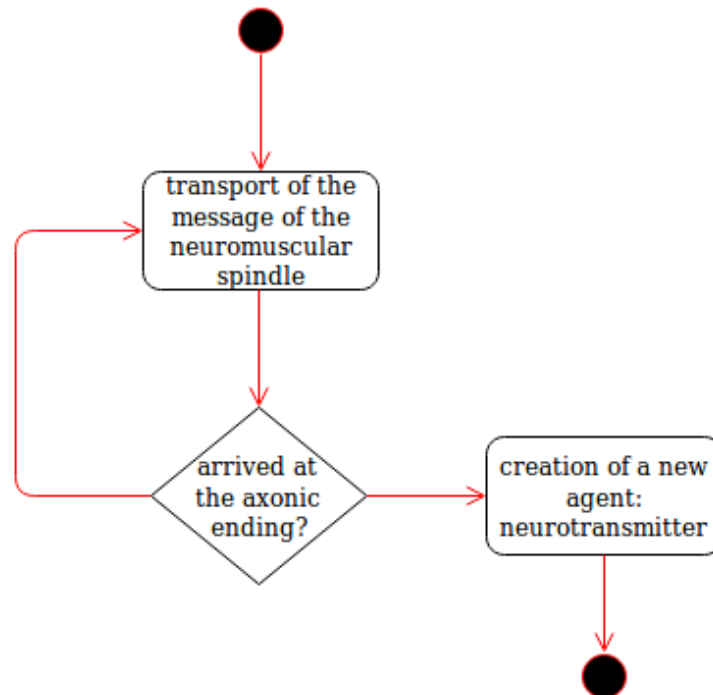 transport of the
message of the
neuromuscular
spindle
arrived at
the axonic
ending?
creation of a new
agent:
neurotransmitter